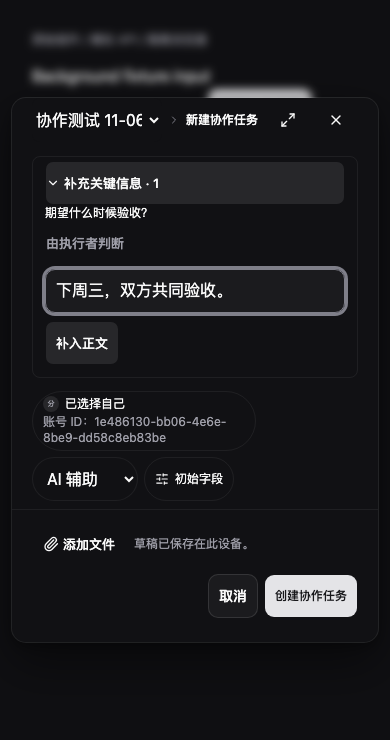 Background fixture input
协作测试 11-06
新建协作任务
补充关键信息 · 1
期望什么时候验收?
由执行者判断
下周三，双方共同验收。
补入正文
分 已选择自己
账号 ID：1e486130-bb06-4e6e-
8be9-dd58c8eb83be
AI 辅助
初始字段
添加文件
草稿已保存在此设备。
取消
创建协作任务